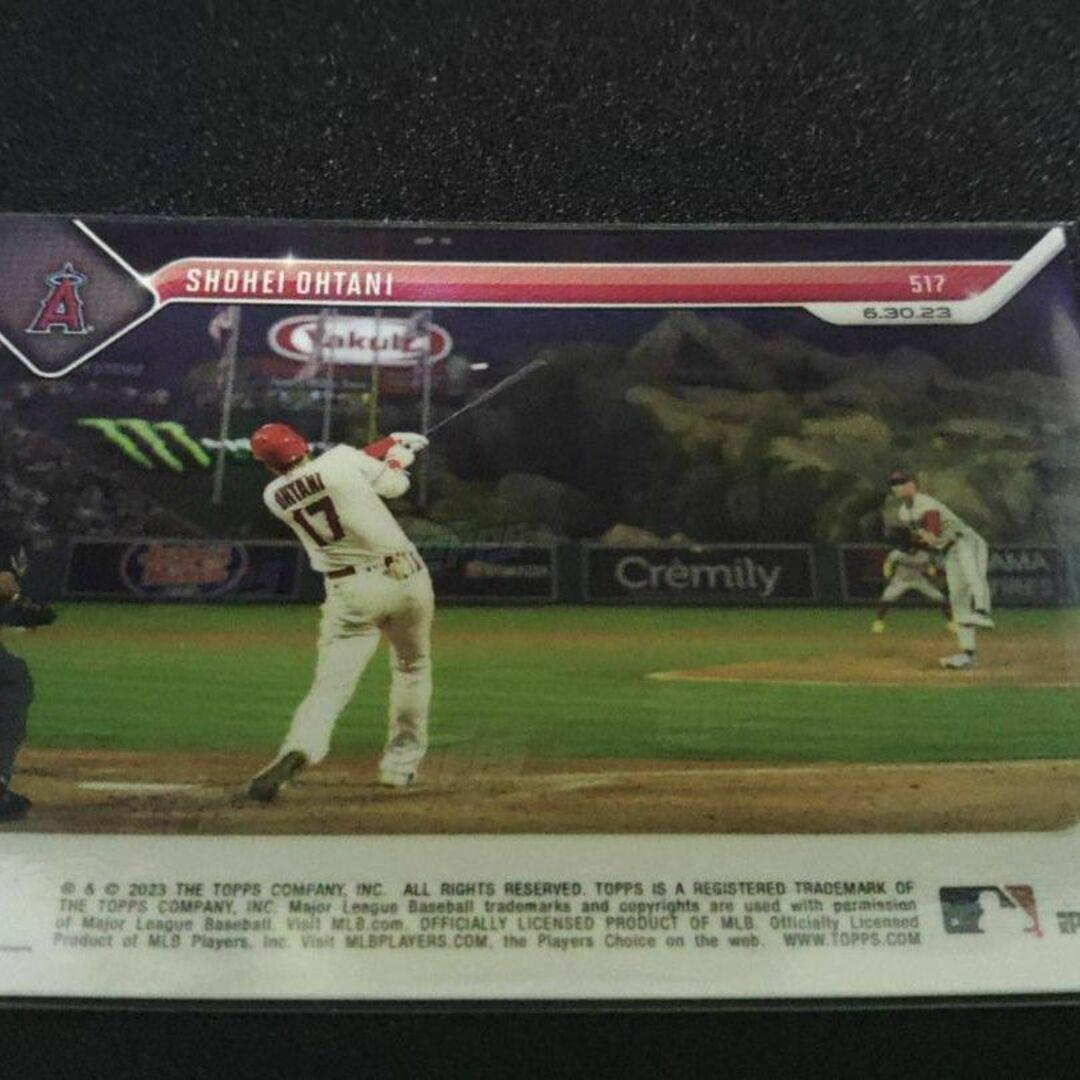 SHOHEI OHTANI
517
6.30.23
A
Yakult
OHTANI
17
Crèmily
AMA
© & © 2023 THE TOPPS COMPANY, INC. ALL RIGHTS RESERVED. TOPPS IS A REGISTERED TRADEMARK OF
THE TOPPS COMPANY, INC. Major League Baseball trademarks and copyrights are used with permission
of Major League Baseball. Visit MLB.com. OFFICIALLY LICENSED PRODUCT OF MLB. Officially Licensed
Product of MLB Players, Inc. Visit MLBPLAYERS.COM, the Players Choice on the web. WWW.TOPPS.COM